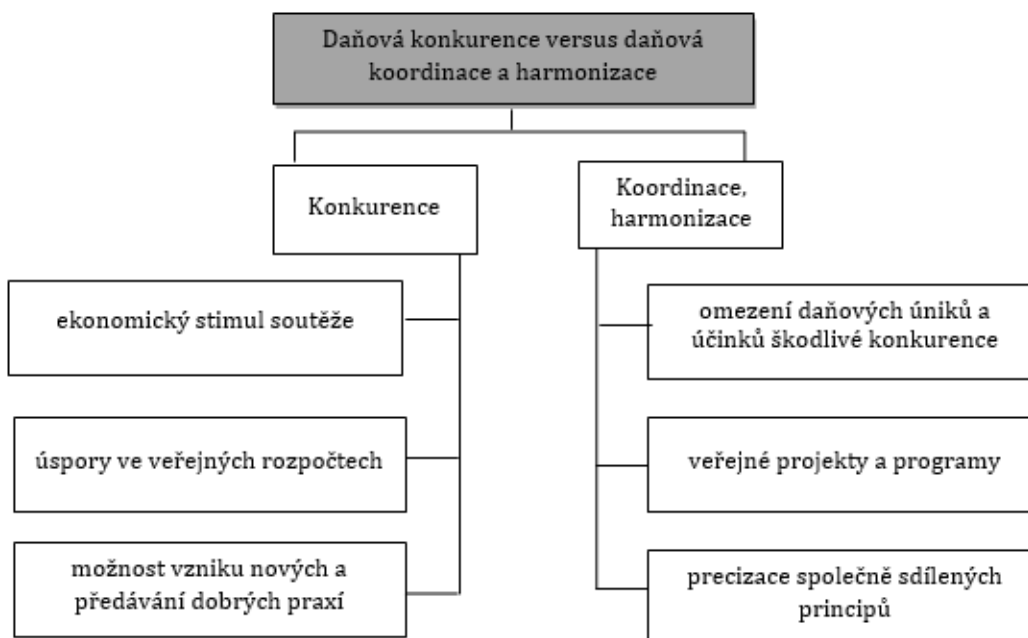 Daňová konkurence versus daňová
koordinace a harmonizace
Konkurence
Koordinace,
harmonizace
ekonomický stimul soutěže
omezení daňových úniků a
účinků škodlivé konkurence
úspory ve veřejných rozpočtech
veřejné projekty a programy
možnost vzniku nových a
předávání dobrých praxí
precizace společně sdílených
principů